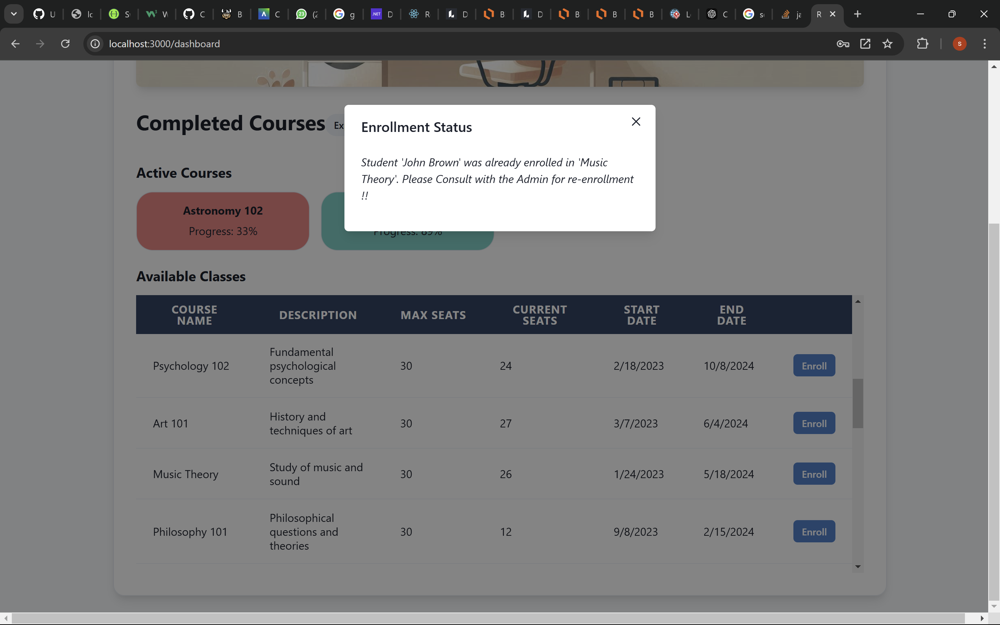 U
S
W
C
B
C
23
(2
g
.NET
D
R
D
B
D
B
B
B
L
C
ja
R
localhost:3000/dashboard
S
Completed Courses
Enrollment Status
Student 'John Brown' was already enrolled in 'Music
Theory'. Please Consult with the Admin for re-enrollment
!!
Active Courses
Astronomy 102
Progress: 33%
Progress: 89%
Available Classes
COURSE NAME DESCRIPTION MAX SEATS CURRENT SEATS START DATE END DATE
Psychology 102
Fundamental
psychological
concepts
30 24 2/18/2023 10/8/2024 Enroll
Art 101
History and
techniques of art
30 27 3/7/2023 6/4/2024 Enroll
Music Theory
Study of music and
sound
30 26 1/24/2023 5/18/2024 Enroll
Philosophy 101
Philosophical
questions and
theories
30 12 9/8/2023 2/15/2024 Enroll